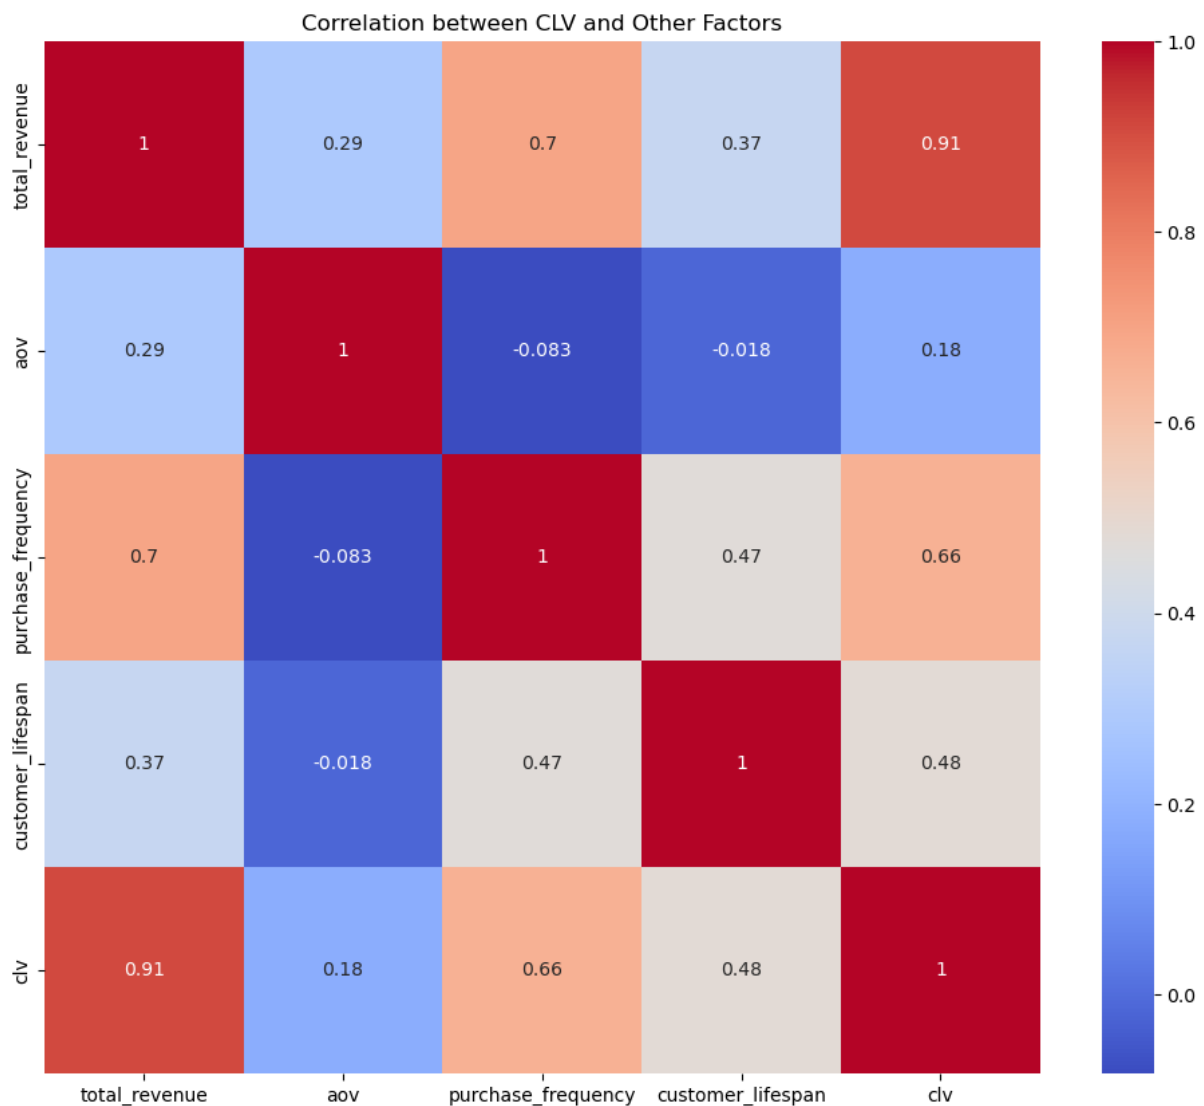 Correlation between CLV and Other Factors
total_revenue
1 0.29 0.7 0.37 0.91
aov
0.29 1 -0.083 -0.018 0.18
purchase_frequency
0.7 -0.083 1 0.47 0.66
customer_lifespan
0.37 -0.018 0.47 1 0.48
clv
0.91 0.18 0.66 0.48 1
total_revenue aov purchase_frequency customer_lifespan clv
1.0
0.8
0.6
0.4
0.2
0.0